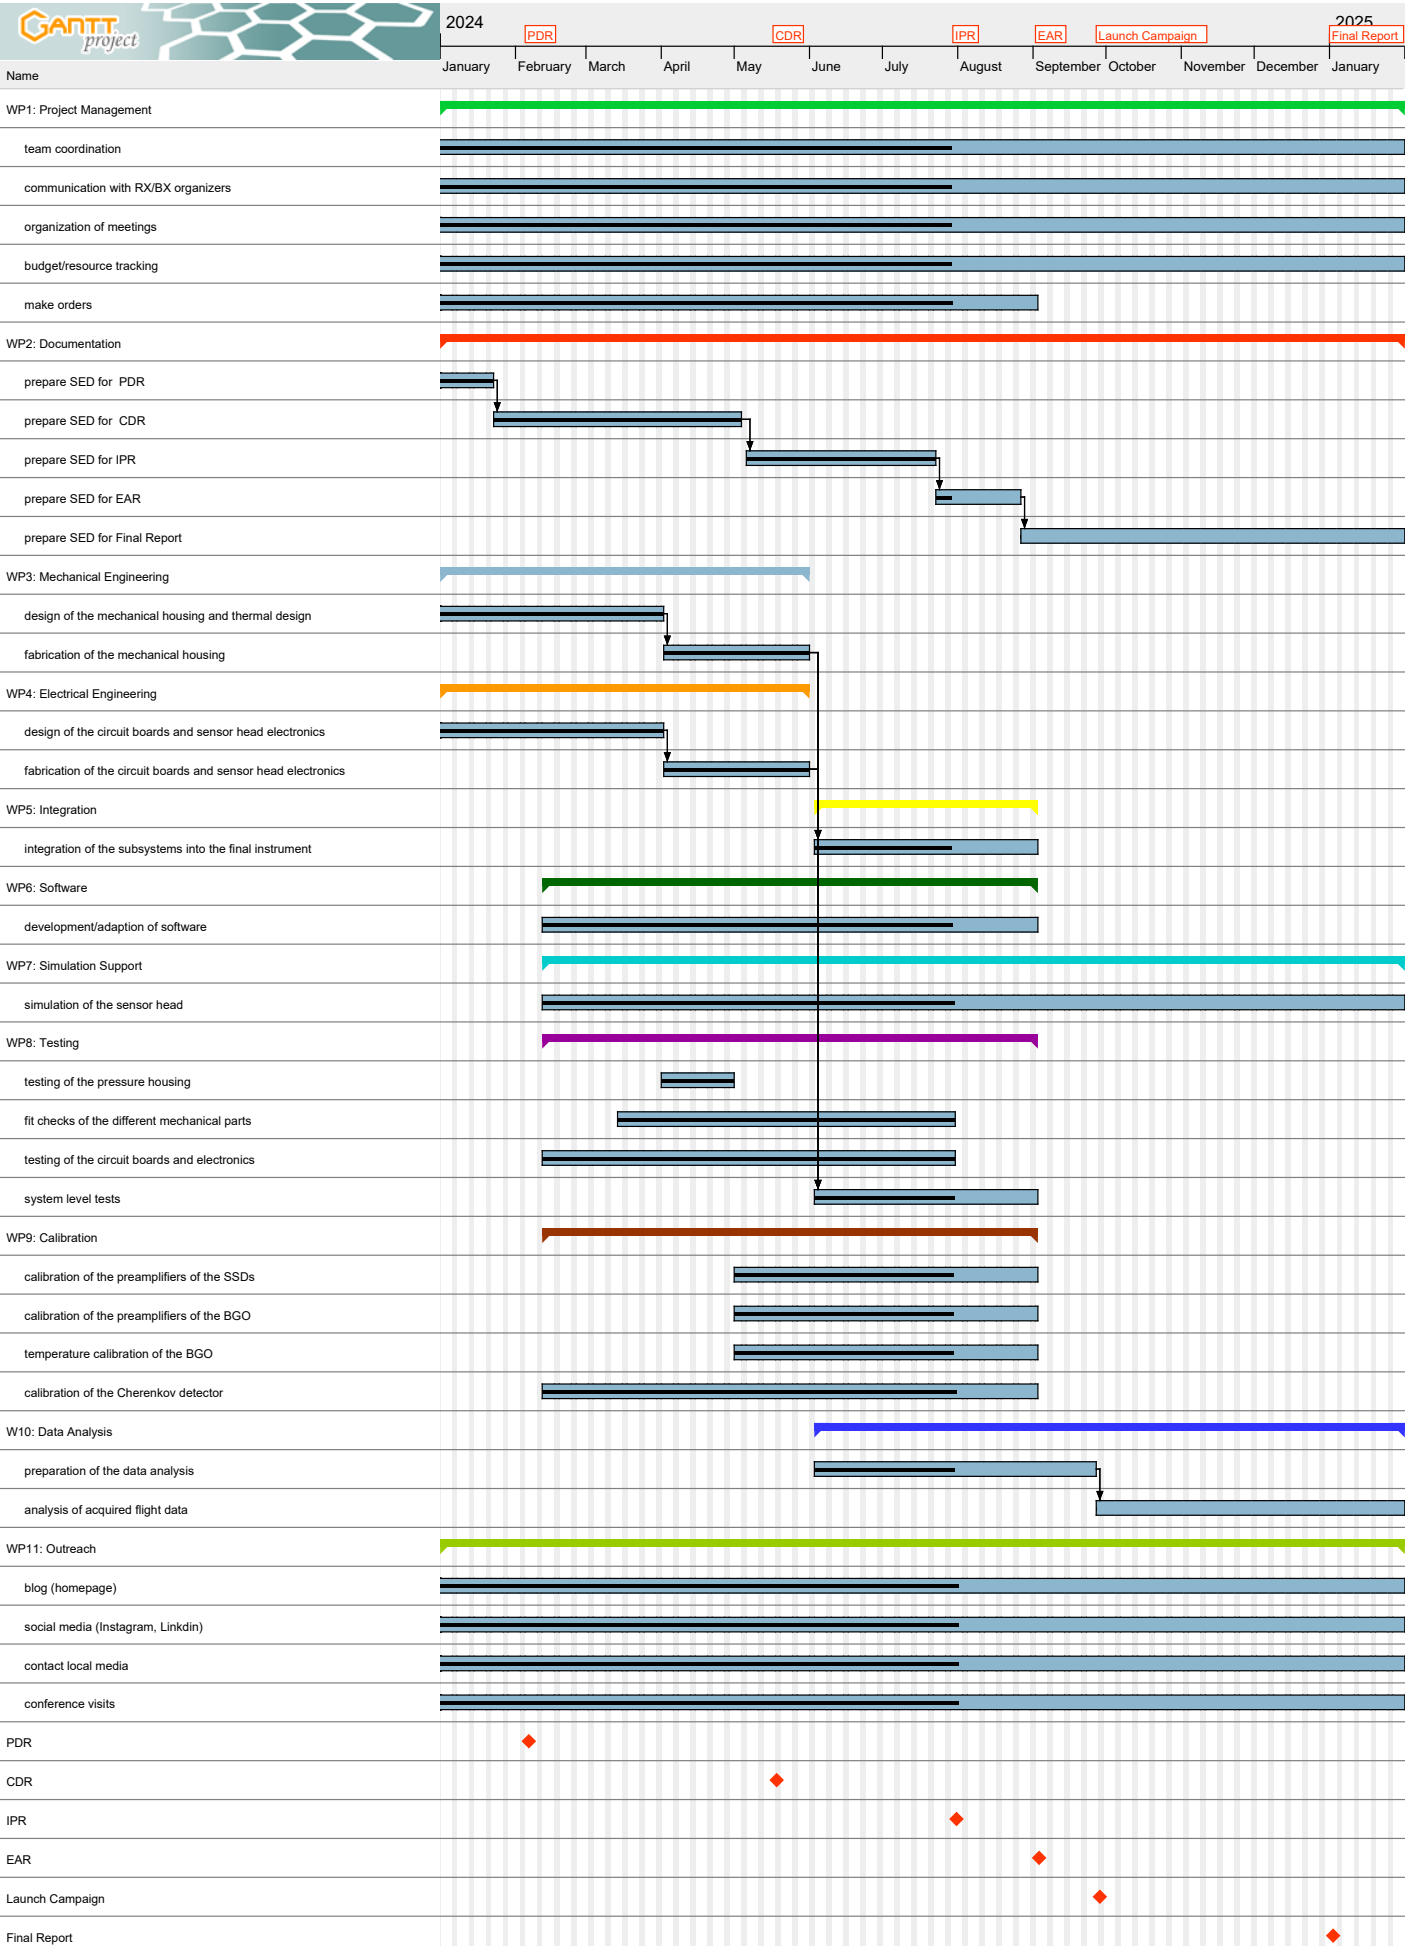 GANTT
project
2024
2025
PDR
CDR
IPR
EAR
Launch Campaign
Final Report
January
February
March
April
May
June
July
August
September
October
November
December
January
Name
WP1: Project Management
team coordination
communication with RX/BX organizers
organization of meetings
budget/resource tracking
make orders
WP2: Documentation
prepare SED for PDR
prepare SED for CDR
prepare SED for IPR
prepare SED for EAR
prepare SED for Final Report
WP3: Mechanical Engineering
design of the mechanical housing and thermal design
fabrication of the mechanical housing
WP4: Electrical Engineering
design of the circuit boards and sensor head electronics
fabrication of the circuit boards and sensor head electronics
WP5: Integration
integration of the subsystems into the final instrument
WP6: Software
development/adaption of software
WP7: Simulation Support
simulation of the sensor head
WP8: Testing
testing of the pressure housing
fit checks of the different mechanical parts
testing of the circuit boards and electronics
system level tests
WP9: Calibration
calibration of the preamplifiers of the SSDs
calibration of the preamplifiers of the BGO
temperature calibration of the BGO
calibration of the Cherenkov detector
W10: Data Analysis
preparation of the data analysis
analysis of acquired flight data
WP11: Outreach
blog (homepage)
social media (Instagram, Linkdin)
contact local media
conference visits
PDR
CDR
IPR
EAR
Launch Campaign
Final Report